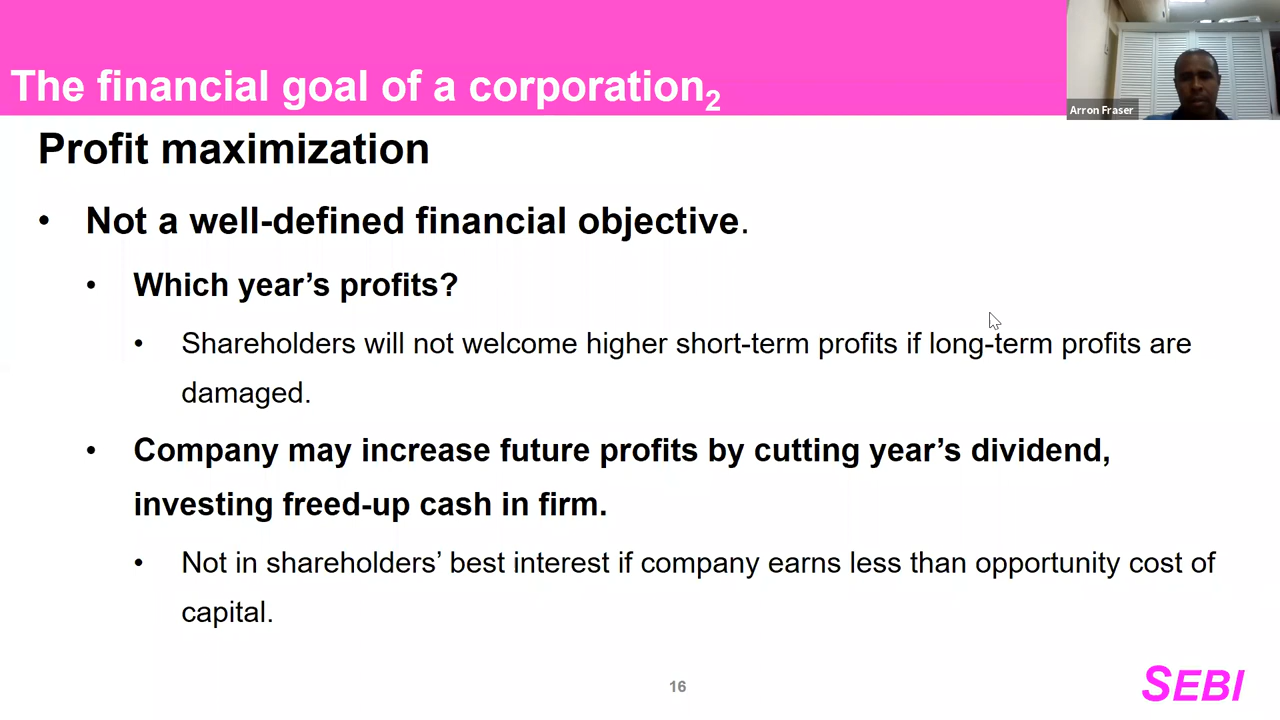 The financial goal of a corporation2
Arron Fraser
Profit maximization
• Not a well-defined financial objective.
• Which year’s profits?
• Shareholders will not welcome higher short-term profits if long-term profits are
damaged.
• Company may increase future profits by cutting year’s dividend,
investing freed-up cash in firm.
• Not in shareholders’ best interest if company earns less than opportunity cost of
capital.
16
SEBI